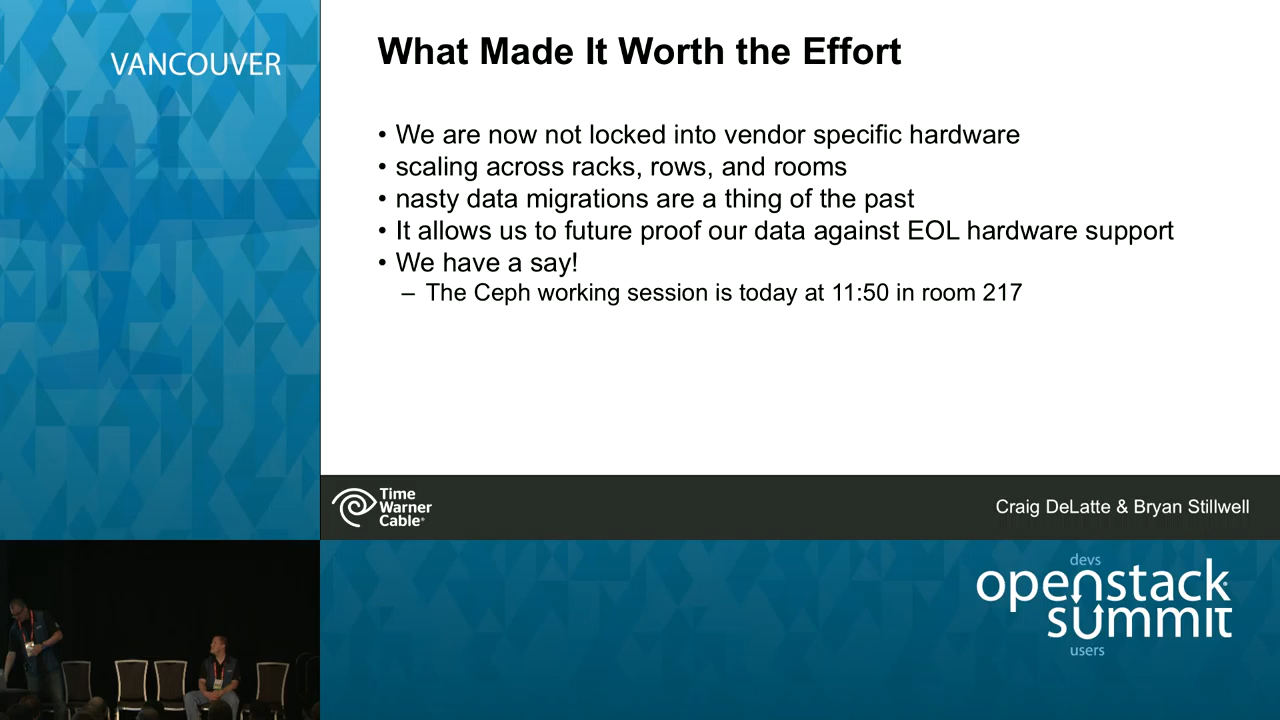 VANCOUVER
What Made It Worth the Effort
• We are now not locked into vendor specific hardware
• scaling across racks, rows, and rooms
• nasty data migrations are a thing of the past
• It allows us to future proof our data against EOL hardware support
• We have a say!
– The Ceph working session is today at 11:50 in room 217
Time
Warner
Cable
Craig DeLatte & Bryan Stillwell
devs
openstack
summit
users